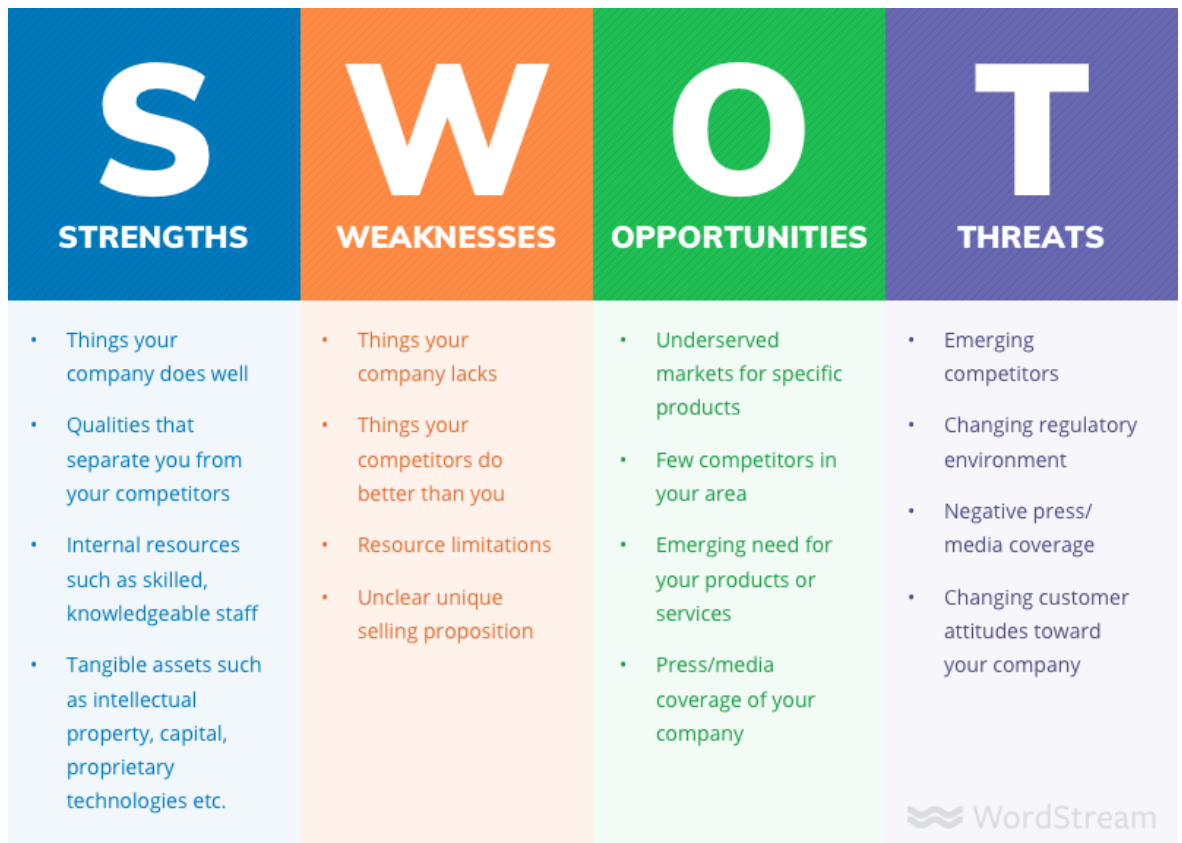 S
STRENGTHS
• Things your
company does well
• Qualities that
separate you from
your competitors
• Internal resources
such as skilled,
knowledgeable staff
• Tangible assets such
as intellectual
property, capital,
proprietary
technologies etc.
W
WEAKNESSES
• Things your
company lacks
• Things your
competitors do
better than you
• Resource limitations
• Unclear unique
selling proposition
O
OPPORTUNITIES
• Underserved
markets for specific
products
• Few competitors in
your area
• Emerging need for
your products or
services
• Press/media
coverage of your
company
T
THREATS
• Emerging
competitors
• Changing regulatory
environment
• Negative press/
media coverage
• Changing customer
attitudes toward
your company
WordStream